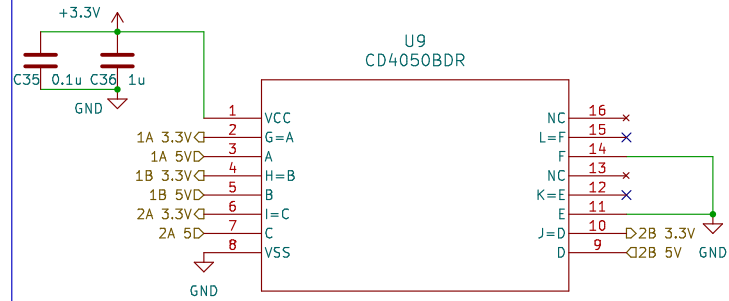 +3.3V
C35 0.1u C36 1u
GND
U9
CD4050BDR
1 VCC
1A 3.3V 2 G=A
1A 5V 3 A
1B 3.3V 4 H=B
1B 5V 5 B
2A 3.3V 6 I=C
2A 5 7 C
8 VSS
GND
NC 16
L=F 15
F 14
NC 13
K=E 12
E 11
J=D 10 2B 3.3V
D 9 2B 5V
GND